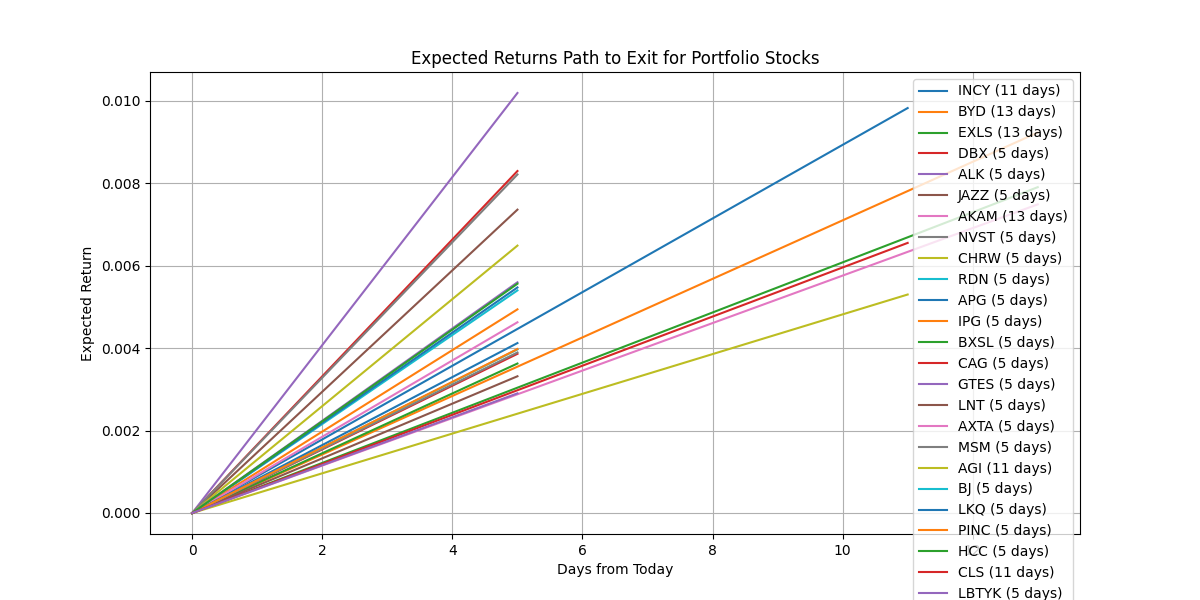 Expected Returns Path to Exit for Portfolio Stocks
Expected Return
0.010
0.008
0.006
0.004
0.002
0.000
0
2
4
6
8
10
Days from Today
INCY (11 days)
BYD (13 days)
EXLS (13 days)
DBX (5 days)
ALK (5 days)
JAZZ (5 days)
AKAM (13 days)
NVST (5 days)
CHRW (5 days)
RDN (5 days)
APG (5 days)
IPG (5 days)
BXSL (5 days)
CAG (5 days)
GTES (5 days)
LNT (5 days)
AXTA (5 days)
MSM (5 days)
AGI (11 days)
BJ (5 days)
LKQ (5 days)
PINC (5 days)
HCC (5 days)
CLS (11 days)
LBTYK (5 days)